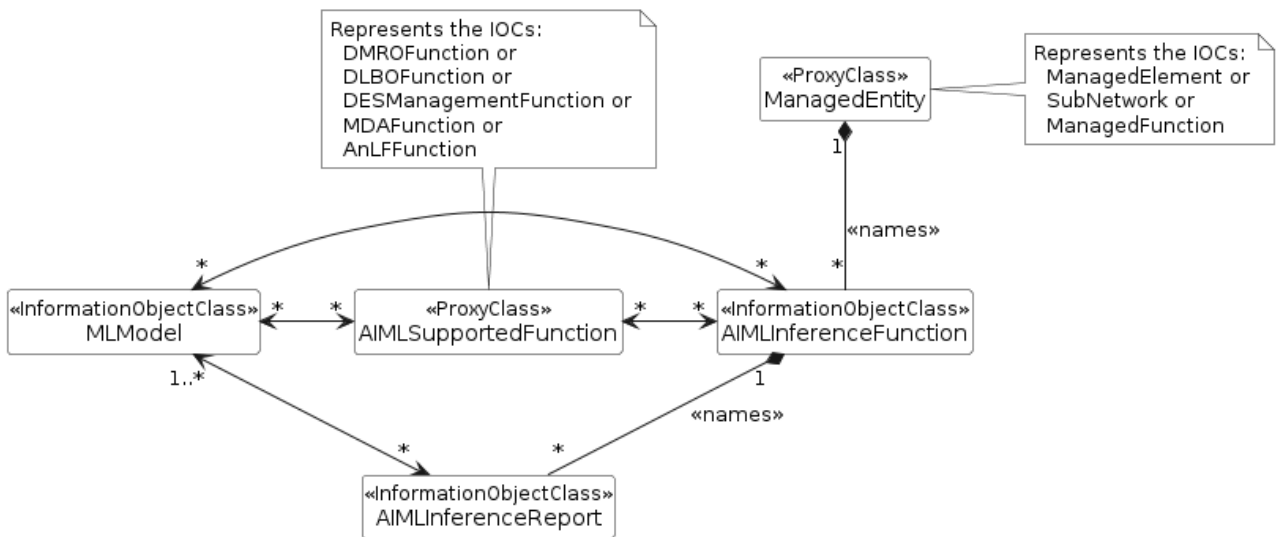 Represents the IOCs:
DMROFunction or
DLBOFunction or
DESManagementFunction or
MDAFunction or
AnLFFunction
«ProxyClass»
ManagedEntity
Represents the IOCs:
ManagedElement or
SubNetwork or
ManagedFunction
1
«names»
*
*
*
«InformationObjectClass»
MLModel
*
*
«ProxyClass»
AIMLSupportedFunction
*
*
«InformationObjectClass»
AIMLInferenceFunction
1..*
1
«names»
*
*
«InformationObjectClass»
AIMLInferenceReport